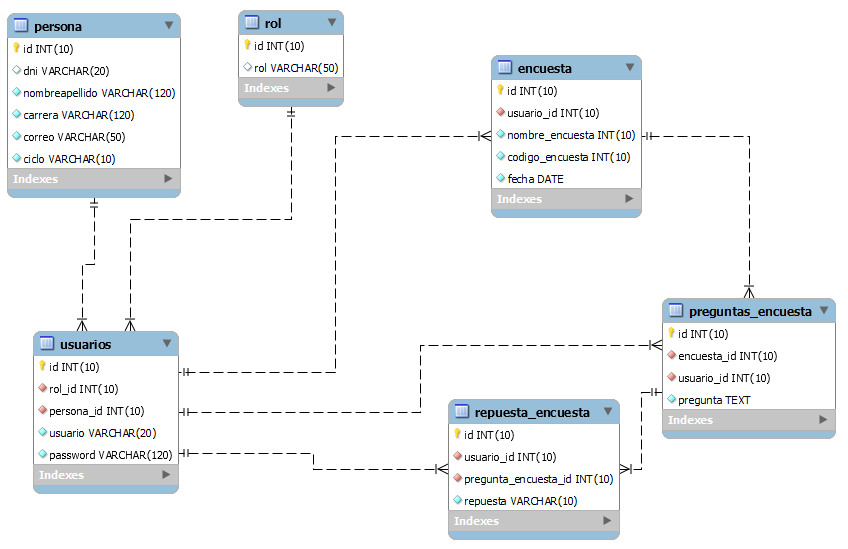 persona
id INT(10)
dni VARCHAR(20)
nombreapellido VARCHAR(120)
carrera VARCHAR(120)
correo VARCHAR(50)
ciclo VARCHAR(10)
Indexes
rol
id INT(10)
rol VARCHAR(50)
Indexes
encuesta
id INT(10)
usuario_id INT(10)
nombre_encuesta INT(10)
codigo_encuesta INT(10)
fecha DATE
Indexes
usuarios
id INT(10)
rol_id INT(10)
persona_id INT(10)
usuario VARCHAR(20)
password VARCHAR(120)
Indexes
repuesta_encuesta
id INT(10)
usuario_id INT(10)
pregunta_encuesta_id INT(10)
repuesta VARCHAR(10)
Indexes
preguntas_encuesta
id INT(10)
encuesta_id INT(10)
usuario_id INT(10)
pregunta TEXT
Indexes